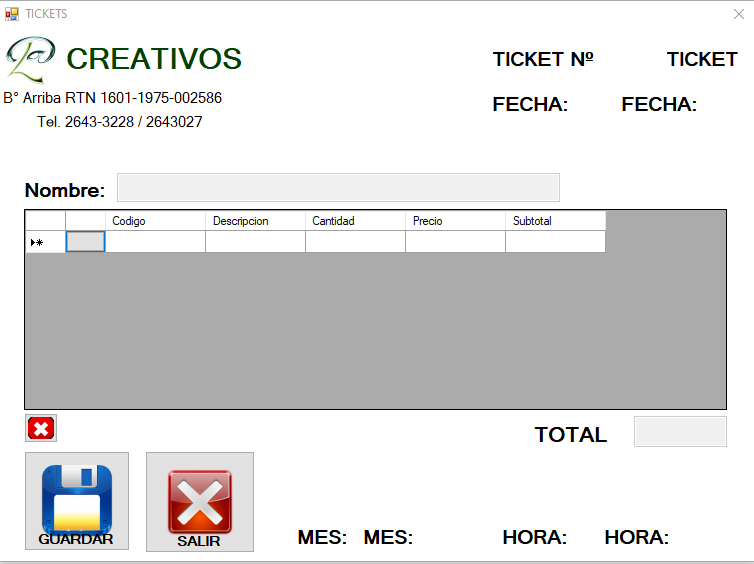 TICKETS
La CREATIVOS
TICKET Nº TICKET
B° Arriba RTN 1601-1975-002586
FECHA: FECHA:
Tel. 2643-3228 / 2643027
Nombre:
Codigo Descripcion Cantidad Precio Subtotal
TOTAL
GUARDAR
SALIR
MES: MES: HORA: HORA: